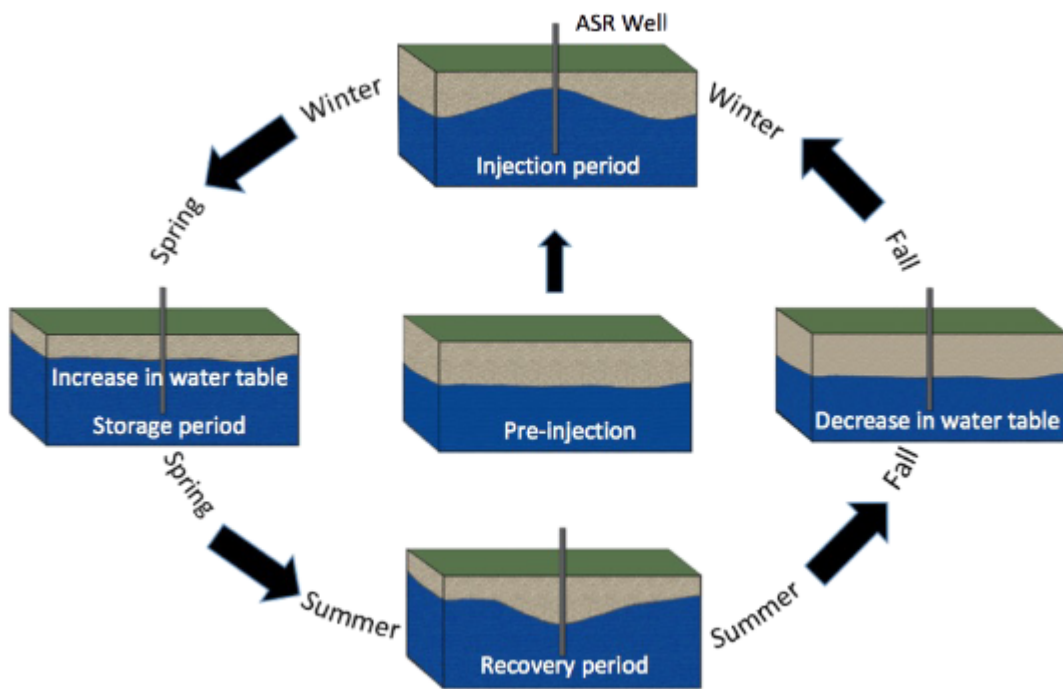 ASR Well
Winter
Winter
Injection period
Spring
Fall
Increase in water table
Storage period
Pre-injection
Decrease in water table
Spring
Fall
Summer
Summer
Recovery period